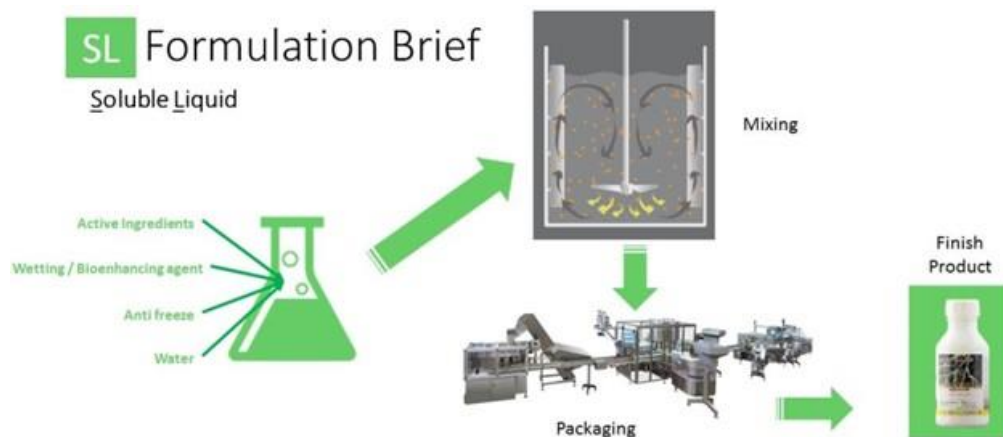 SL Formulation Brief
Soluble Liquid
Mixing
Active Ingredients
Wetting / Bioenhancing agent
Anti freeze
Water
Finish
Product
Packaging